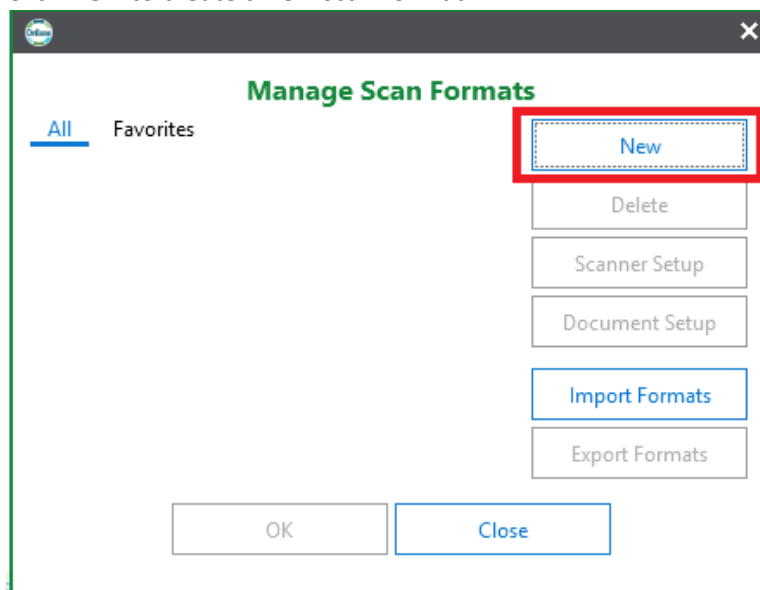 Manage Scan Formats
All Favorites
New
Delete
Scanner Setup
Document Setup
Import Formats
Export Formats
OK Close